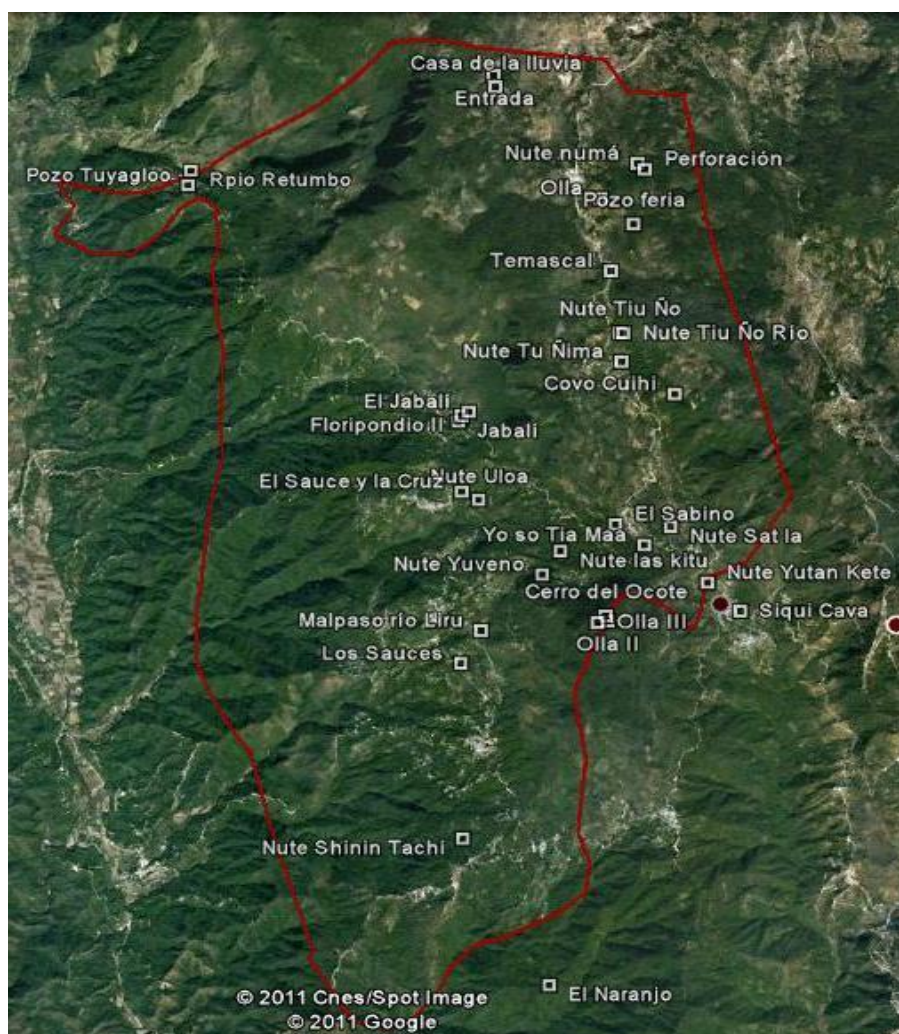 Casa de la lluvia
Entrada
Nute numá
Perforación
Pozo Tuyagloo
Rpio Retumbo
Olla
Pozo feria
Temascal
Nute Tiu Ño
Nute Tiu Ño Río
Nute Tu Ñima
Covo Cuihi
El Jabalí
Floripondio II
Jabalí
Nute Uloa
El Sauce y la Cruz
El Sabino
Yo so Tia Maa
Nute Sat la
Nute las kitu
Nute Yuveno
Nute Yutan Kete
Cerro del Ocote
Siqui Cava
Malpaso río Liru
Olla III
Olla II
Los Sauces
Nute Shinin Tachi
El Naranjo
© 2011 Cnes/Spot Image
© 2011 Google